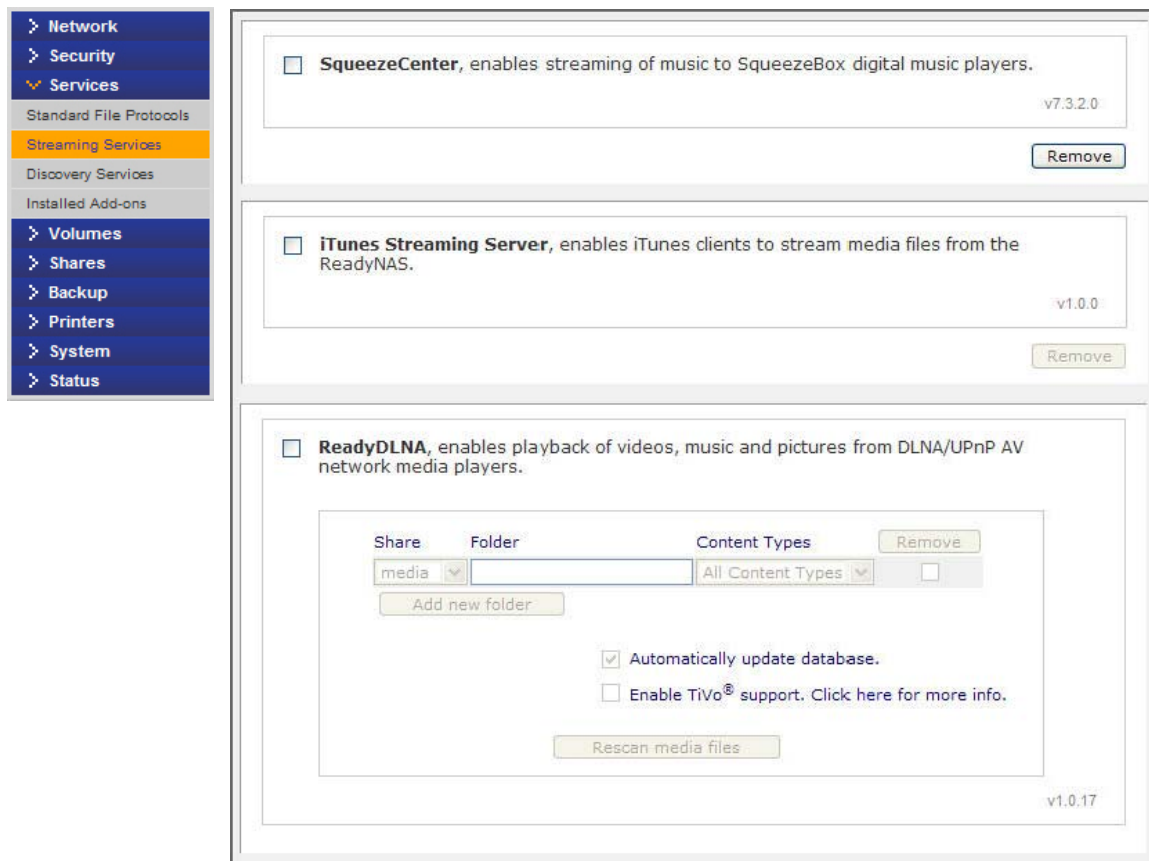 Network
Security
Services
Standard File Protocols
Streaming Services
Discovery Services
Installed Add-ons
Volumes
Shares
Backup
Printers
System
Status
SqueezeCenter, enables streaming of music to SqueezeBox digital music players.
v7.3.2.0
Remove
iTunes Streaming Server, enables iTunes clients to stream media files from the
ReadyNAS.
v1.0.0
Remove
ReadyDLNA, enables playback of videos, music and pictures from DLNA/UPnP AV
network media players.
Share Folder Content Types Remove
media All Content Types
Add new folder
Automatically update database.
Enable TiVo® support. Click here for more info.
Rescan media files
v1.0.17